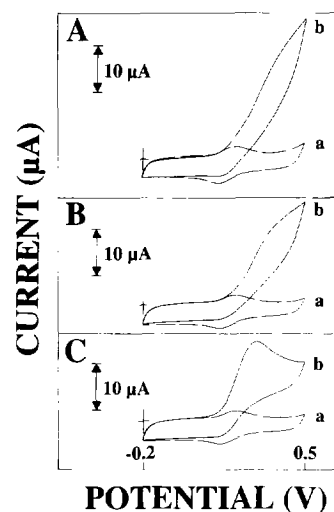 A
b
10 µA
a
B
b
10 µA
a
C
b
10 µA
a
-0.2
0.5
CURRENT (µA)
POTENTIAL (V)